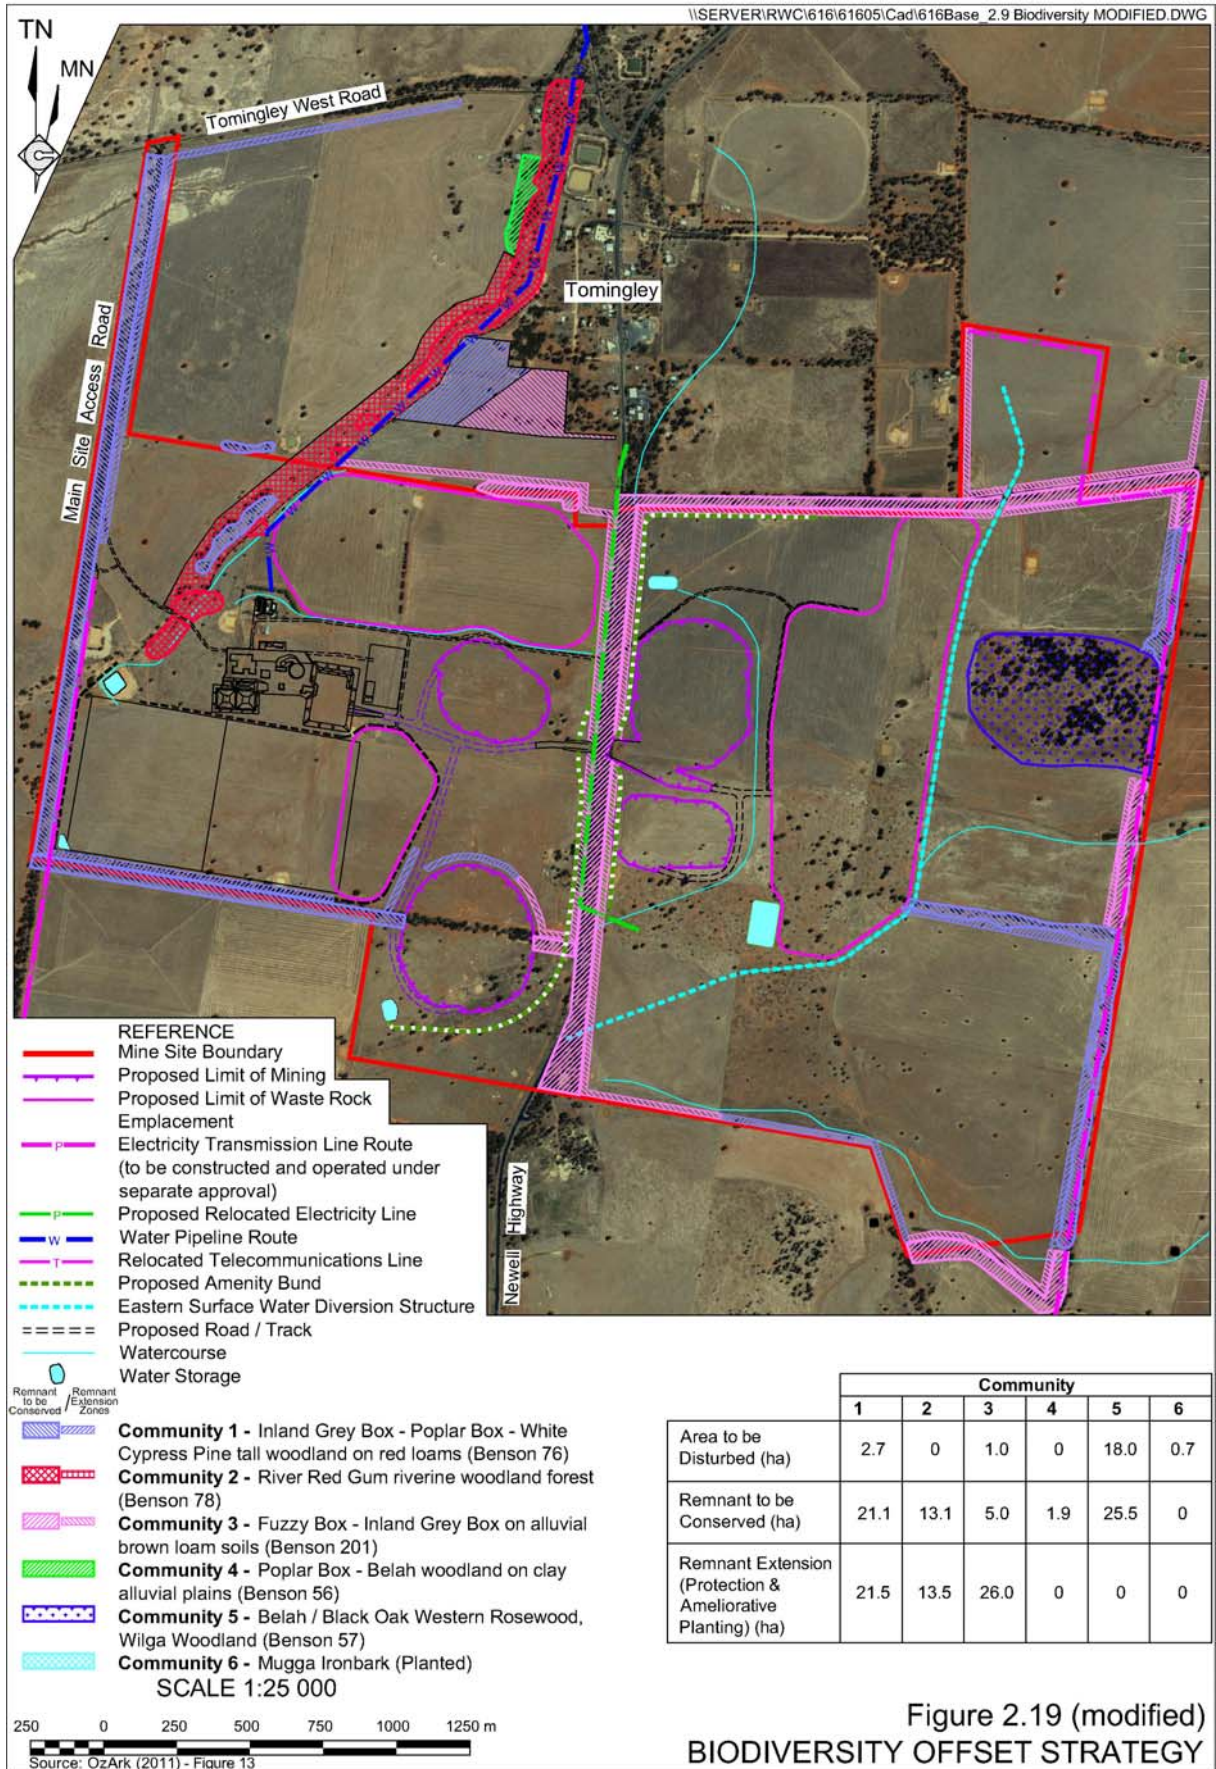 \\SERVER\RWC\616\61605\Cad\616Base_2.9 Biodiversity MODIFIED.DWG
TN
MN
Tomingley West Road
Tomingley
Main Site Access Road
Newell Highway
REFERENCE
Mine Site Boundary
Proposed Limit of Mining
Proposed Limit of Waste Rock
Emplacement
P
Electricity Transmission Line Route
(to be constructed and operated under
separate approval)
P
Proposed Relocated Electricity Line
W
Water Pipeline Route
T
Relocated Telecommunications Line
Proposed Amenity Bund
Eastern Surface Water Diversion Structure
Proposed Road / Track
Watercourse
Water Storage
Remnant to be Conserved / Remnant Extension Zones
Community 1 - Inland Grey Box - Poplar Box - White
Cypress Pine tall woodland on red loams (Benson 76)
Community 2 - River Red Gum riverine woodland forest
(Benson 78)
Community 3 - Fuzzy Box - Inland Grey Box on alluvial
brown loam soils (Benson 201)
Community 4 - Poplar Box - Belah woodland on clay
alluvial plains (Benson 56)
Community 5 - Belah / Black Oak Western Rosewood,
Wilga Woodland (Benson 57)
Community 6 - Mugga Ironbark (Planted)
SCALE 1:25 000
250 0 250 500 750 1000 1250 m
Source: OzArk (2011) - Figure 13
Community
1 2 3 4 5 6
Area to be
Disturbed (ha)
2.7 0 1.0 0 18.0 0.7
Remnant to be
Conserved (ha)
21.1 13.1 5.0 1.9 25.5 0
Remnant Extension
(Protection &
Ameliorative
Planting) (ha)
21.5 13.5 26.0 0 0 0
Figure 2.19 (modified)
BIODIVERSITY OFFSET STRATEGY